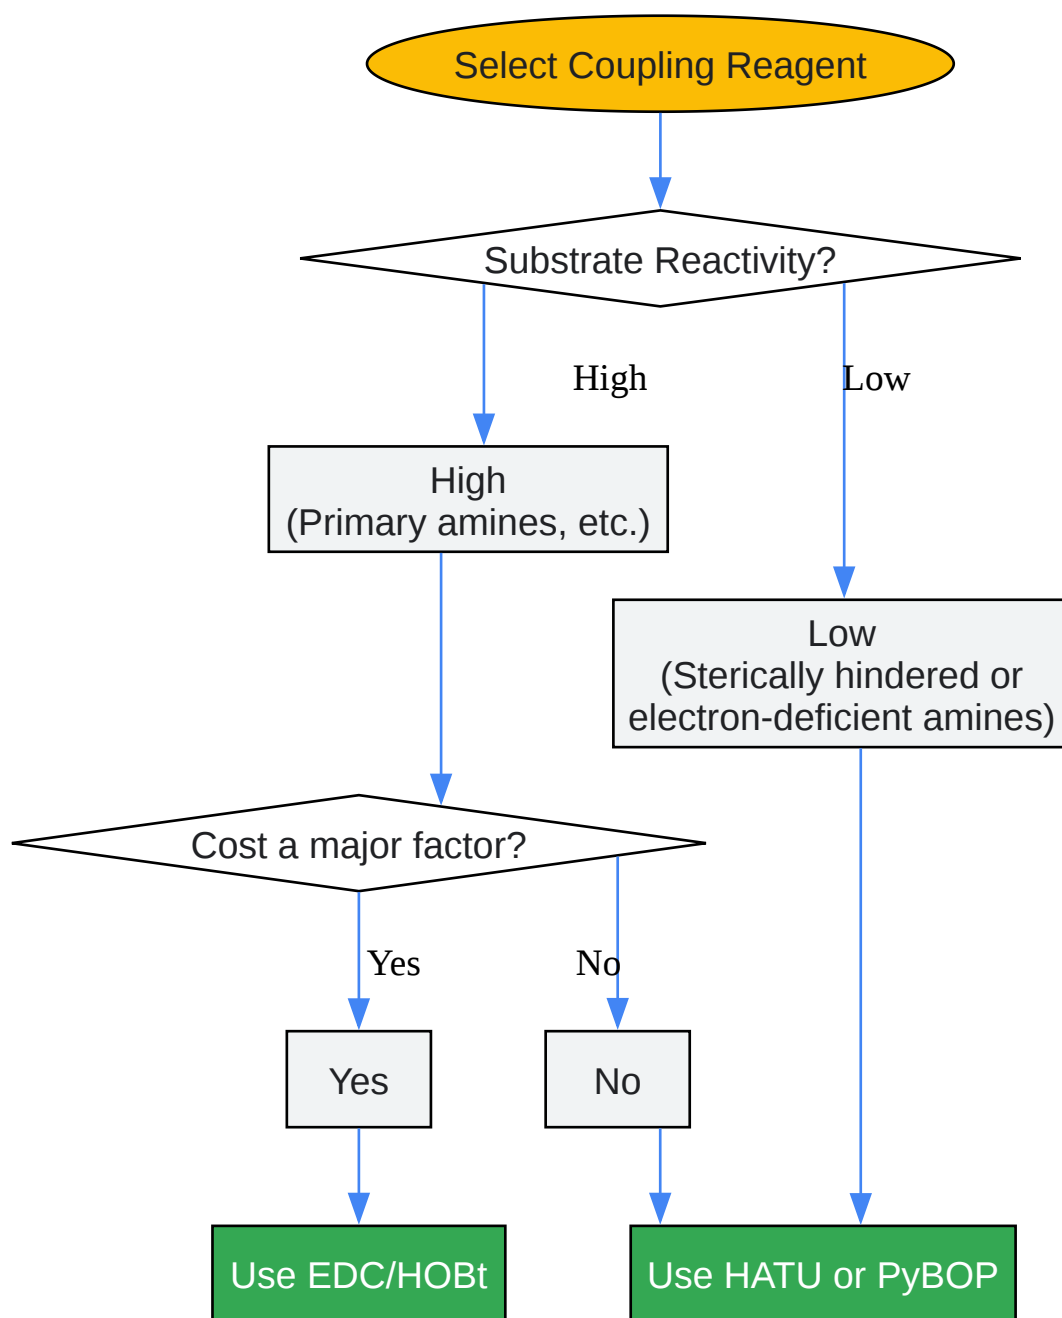 Select Coupling Reagent
Substrate Reactivity?
High
Low
High
(Primary amines, etc.)
Low
(Sterically hindered or
electron-deficient amines)
Cost a major factor?
Yes
No
Yes
No
Use EDC/HOBt
Use HATU or PyBOP